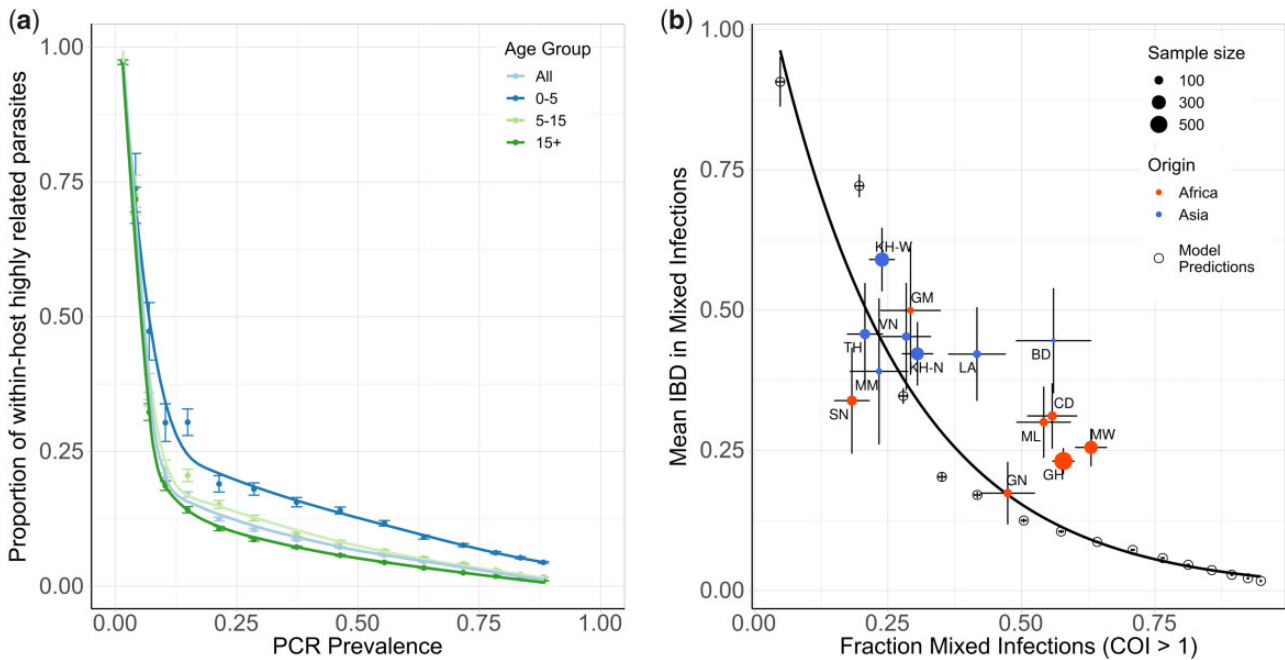 (a)
Proportion of within-host highly related parasites
1.00
0.75
0.50
0.25
0.00
0.00
0.25
0.50
0.75
1.00
PCR Prevalence
Age Group
All
0-5
5-15
15+
(b)
Mean IBD in Mixed Infections
1.00
0.75
0.50
0.25
0.00
0.00
0.25
0.50
0.75
Fraction Mixed Infections (COI > 1)
Sample size
100
300
500
Origin
Africa
Asia
Model
Predictions
KH-W
GM
VN
TH
KH-N
LA
BD
MM
SN
CD
ML
MW
GH
GN